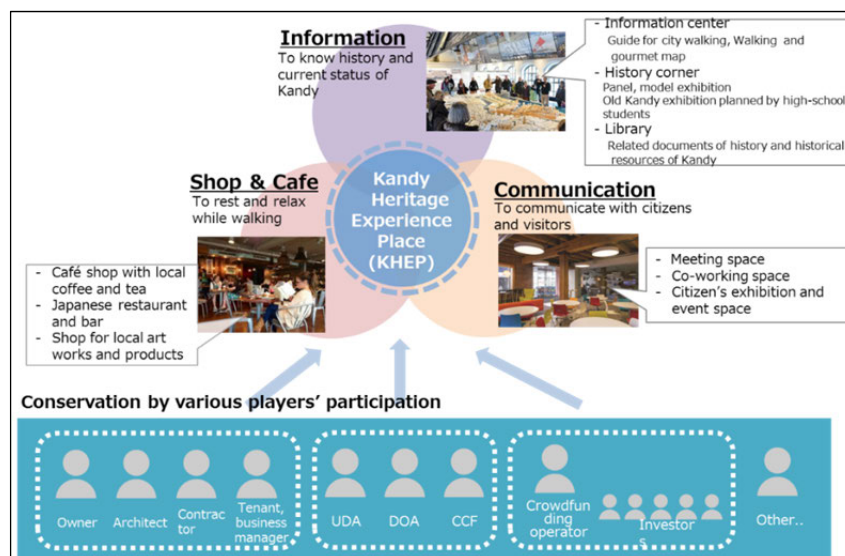 Information
To know history and
current status of
Kandy
- Information center
Guide for city walking, Walking and
gourmet map
- History corner
Panel, model exhibition
Old Kandy exhibition planned by high-school
students
- Library
Related documents of history and historical
resources of Kandy
Shop & Cafe
To rest and relax
while walking
Kandy
Heritage
Experience
Place
(KHEP)
Communication
To communicate with citizens
and visitors
- Café shop with local
coffee and tea
- Japanese restaurant
and bar
- Shop for local art
works and products
- Meeting space
- Co-working space
- Citizen's exhibition and
event space
Conservation by various players' participation
Owner
Architect
Contrac
tor
Tenant,
business
manager
UDA
DOA
CCF
Crowdfun
ding
operator
Investor
s
Other..